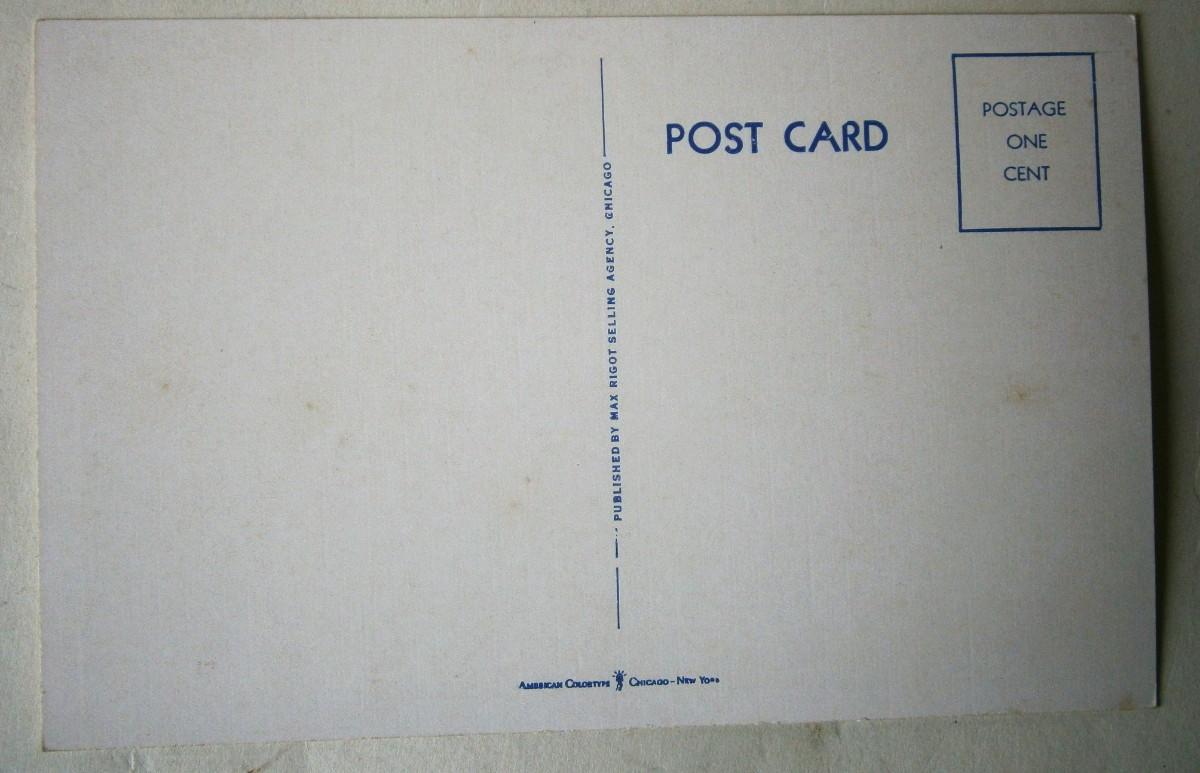 POST CARD
POSTAGE
ONE
CENT
PUBLISHED BY MAX RIGOT SELLING AGENCY, CHICAGO
AMERICAN COLORTYPE CHICAGO - NEW YORK